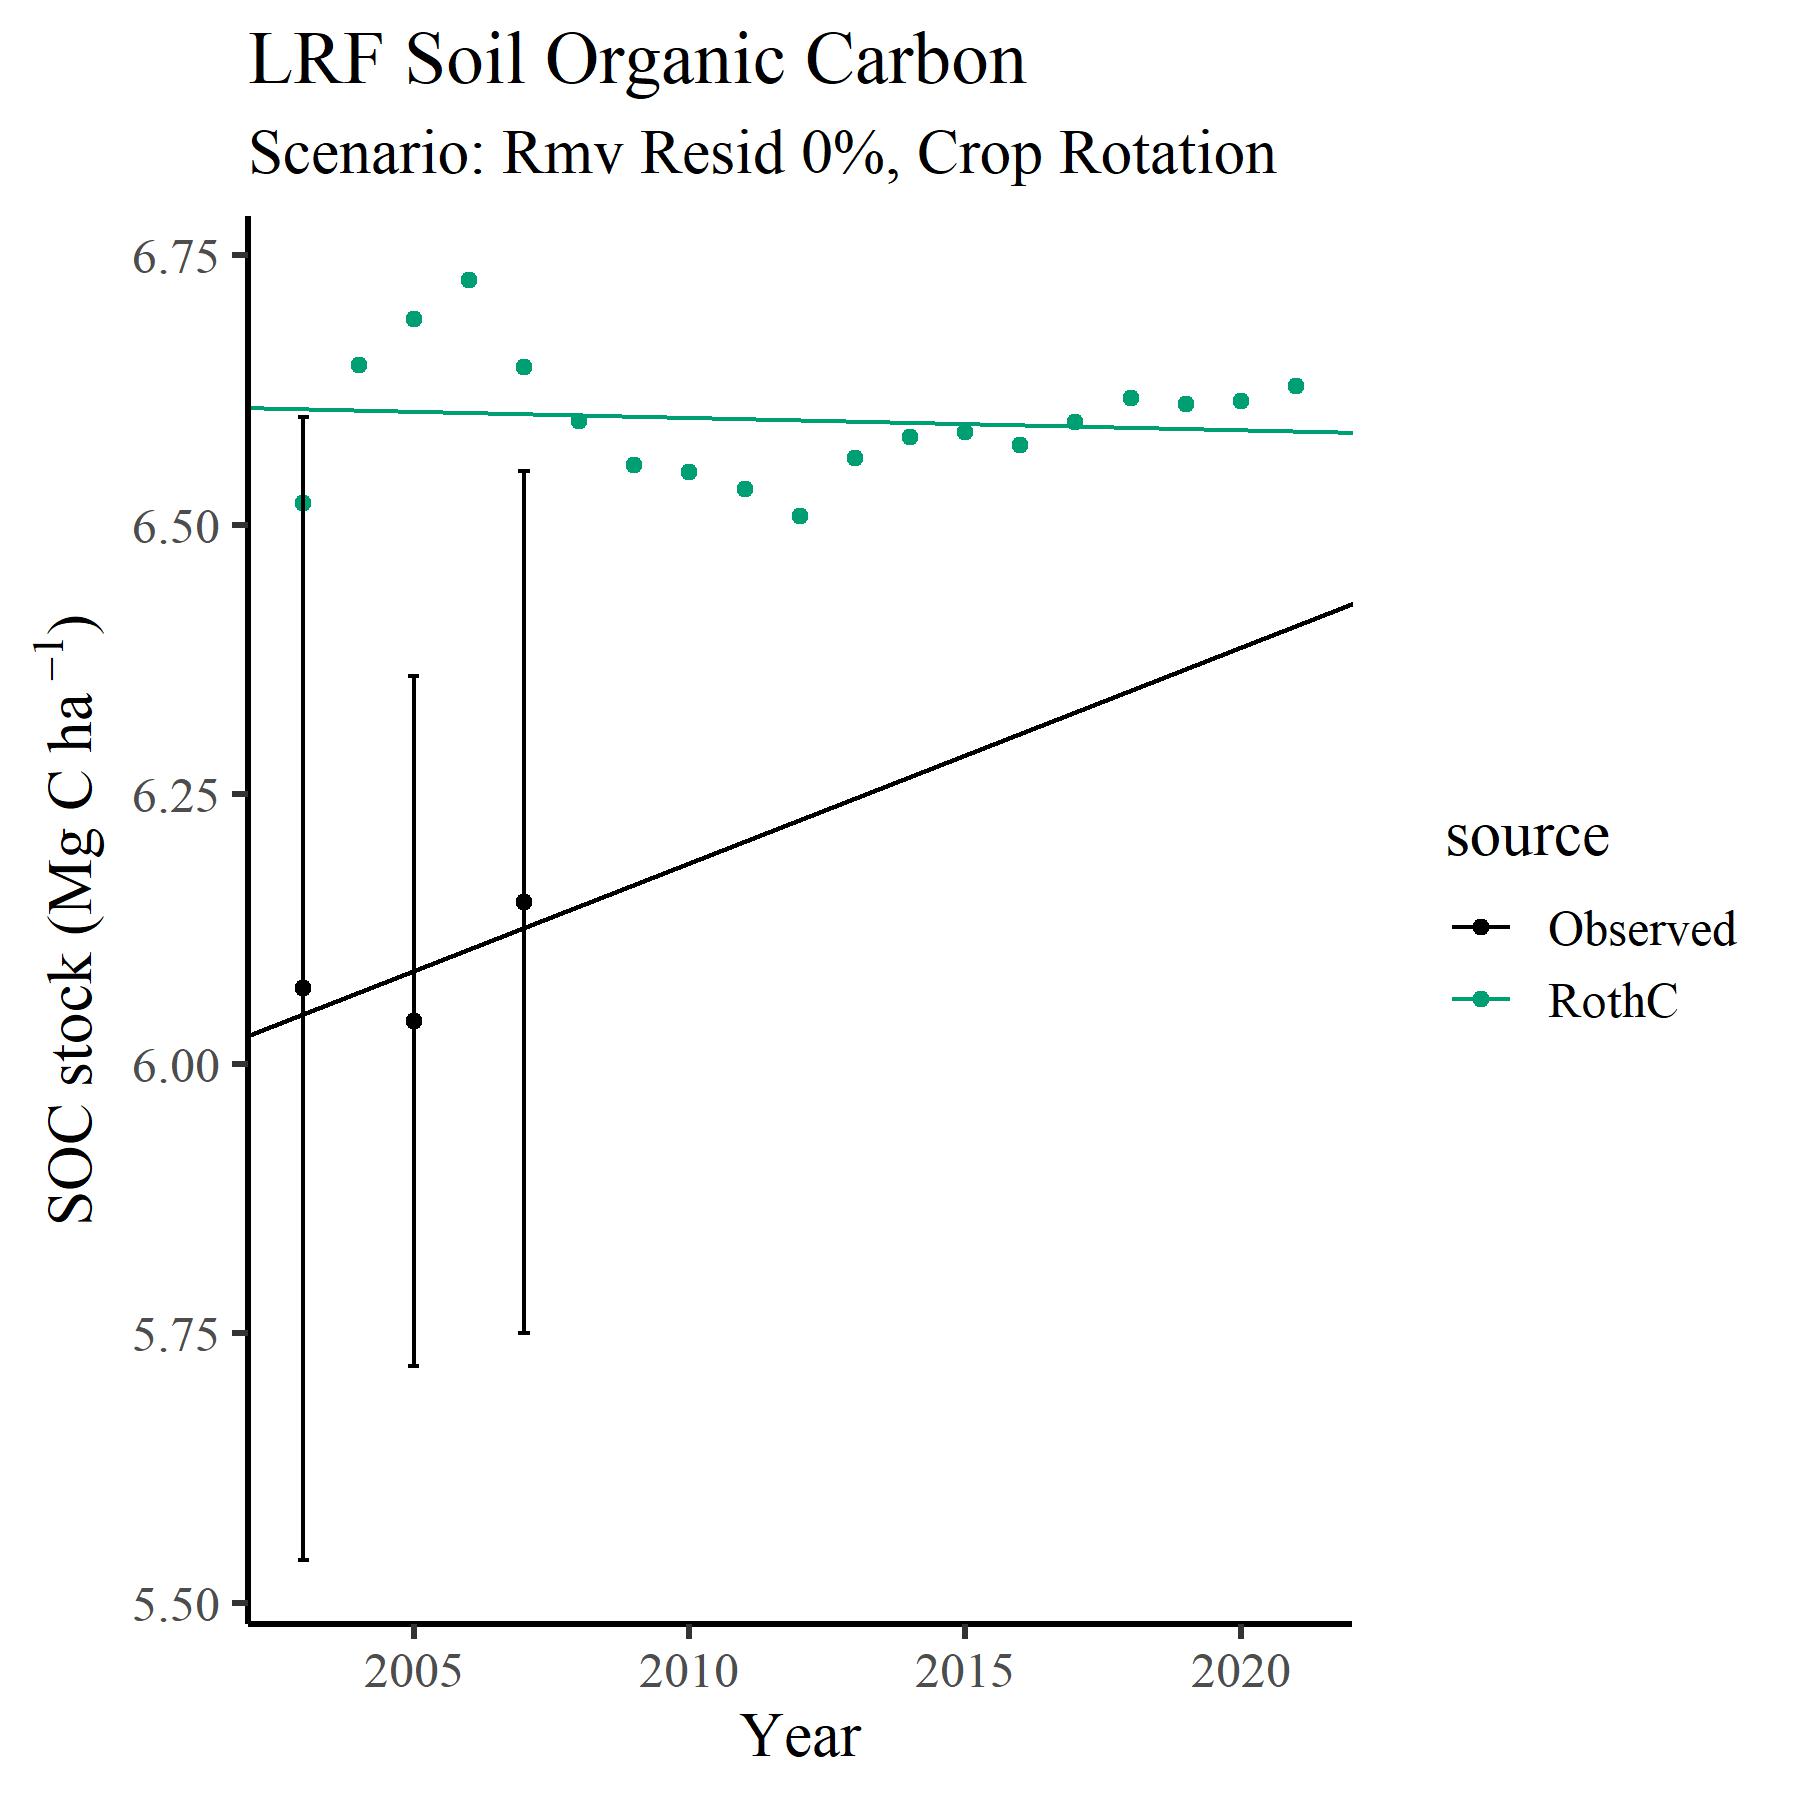 LRF Soil Organic Carbon
Scenario: Rmv Resid 0%, Crop Rotation
SOC stock (Mg C ha⁻¹)
6.75
6.50
6.25
6.00
5.75
5.50
2005 2010 2015 2020
Year
source
Observed
RothC